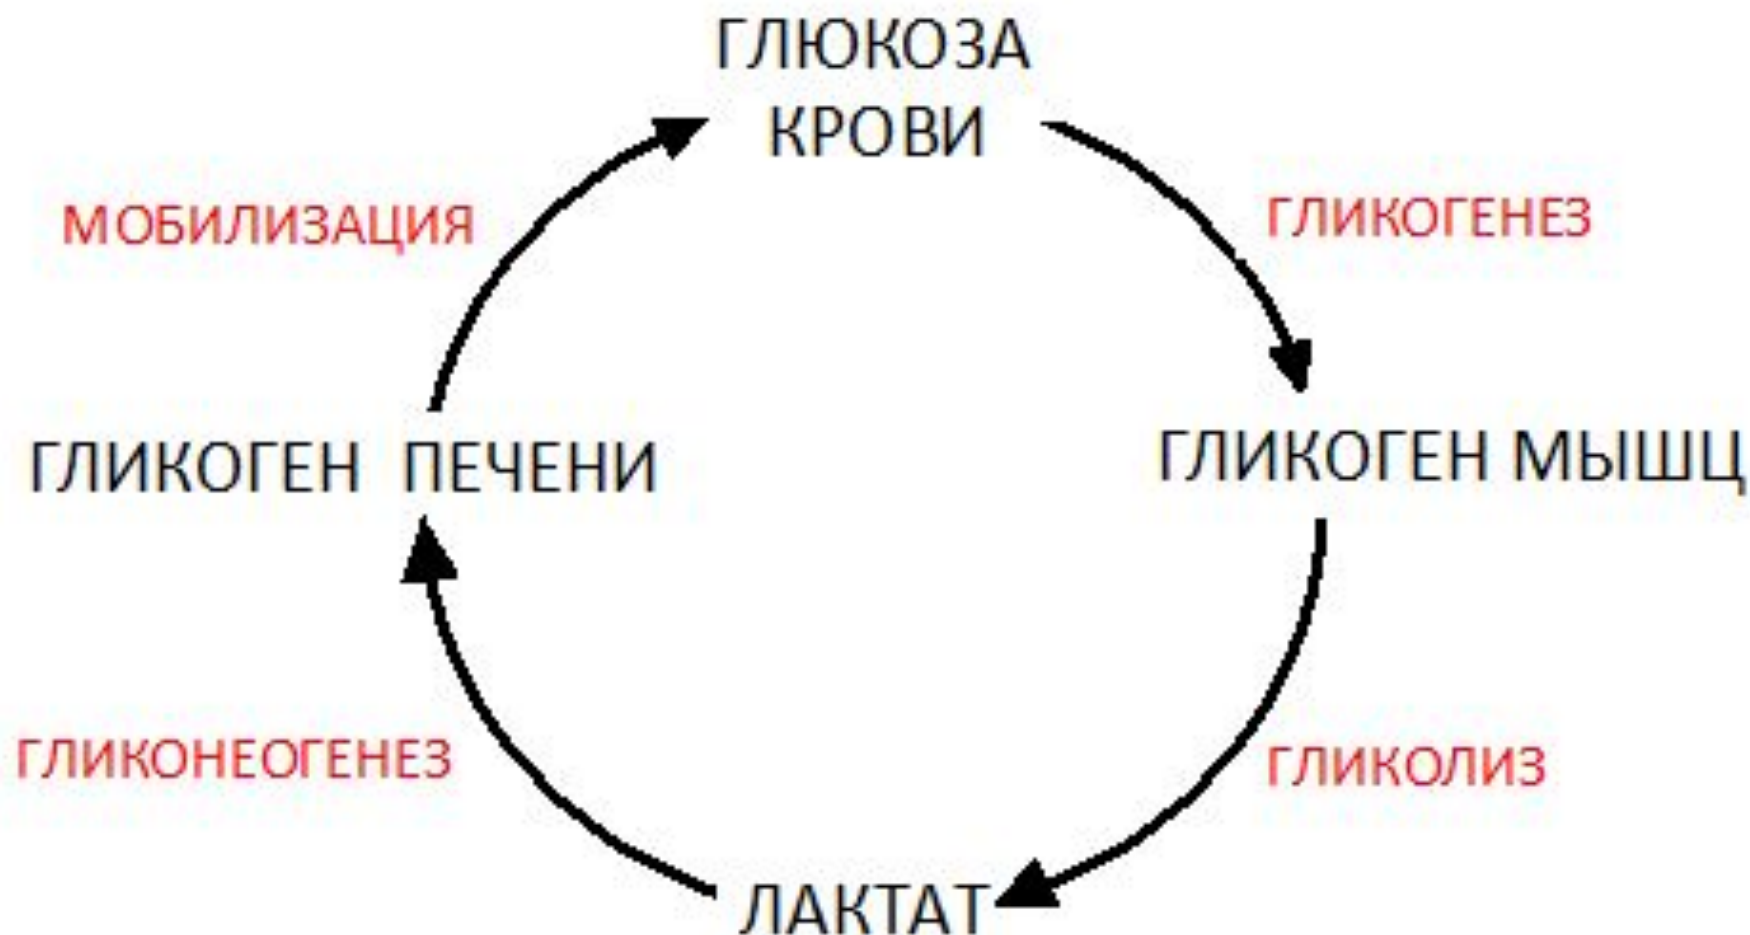 ГЛЮКОЗА
КРОВИ
МОБИЛИЗАЦИЯ
ГЛИКОГЕНЕЗ
ГЛИКОГЕН ПЕЧЕНИ
ГЛИКОГЕН МЫШЦ
ГЛИКОНЕОГЕНЕЗ
ГЛИКОЛИЗ
ЛАКТАТ